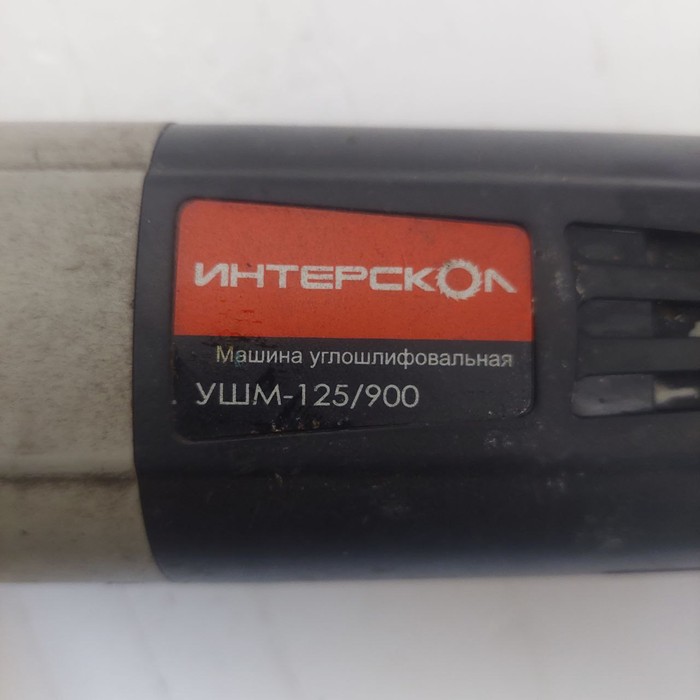 ИНТЕРСКОЛ
Машина углошлифовальная
УШМ-125/900